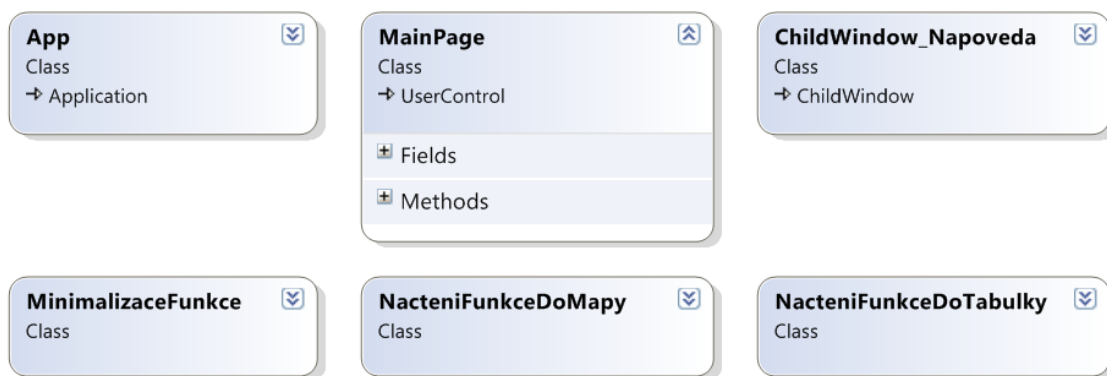 App
Class
Application
MainPage
Class
UserControl
Fields
Methods
ChildWindow_Napoveda
Class
ChildWindow
MinimalizaceFunkce
Class
NacteniFunkceDoMapy
Class
NacteniFunkceDoTabulky
Class